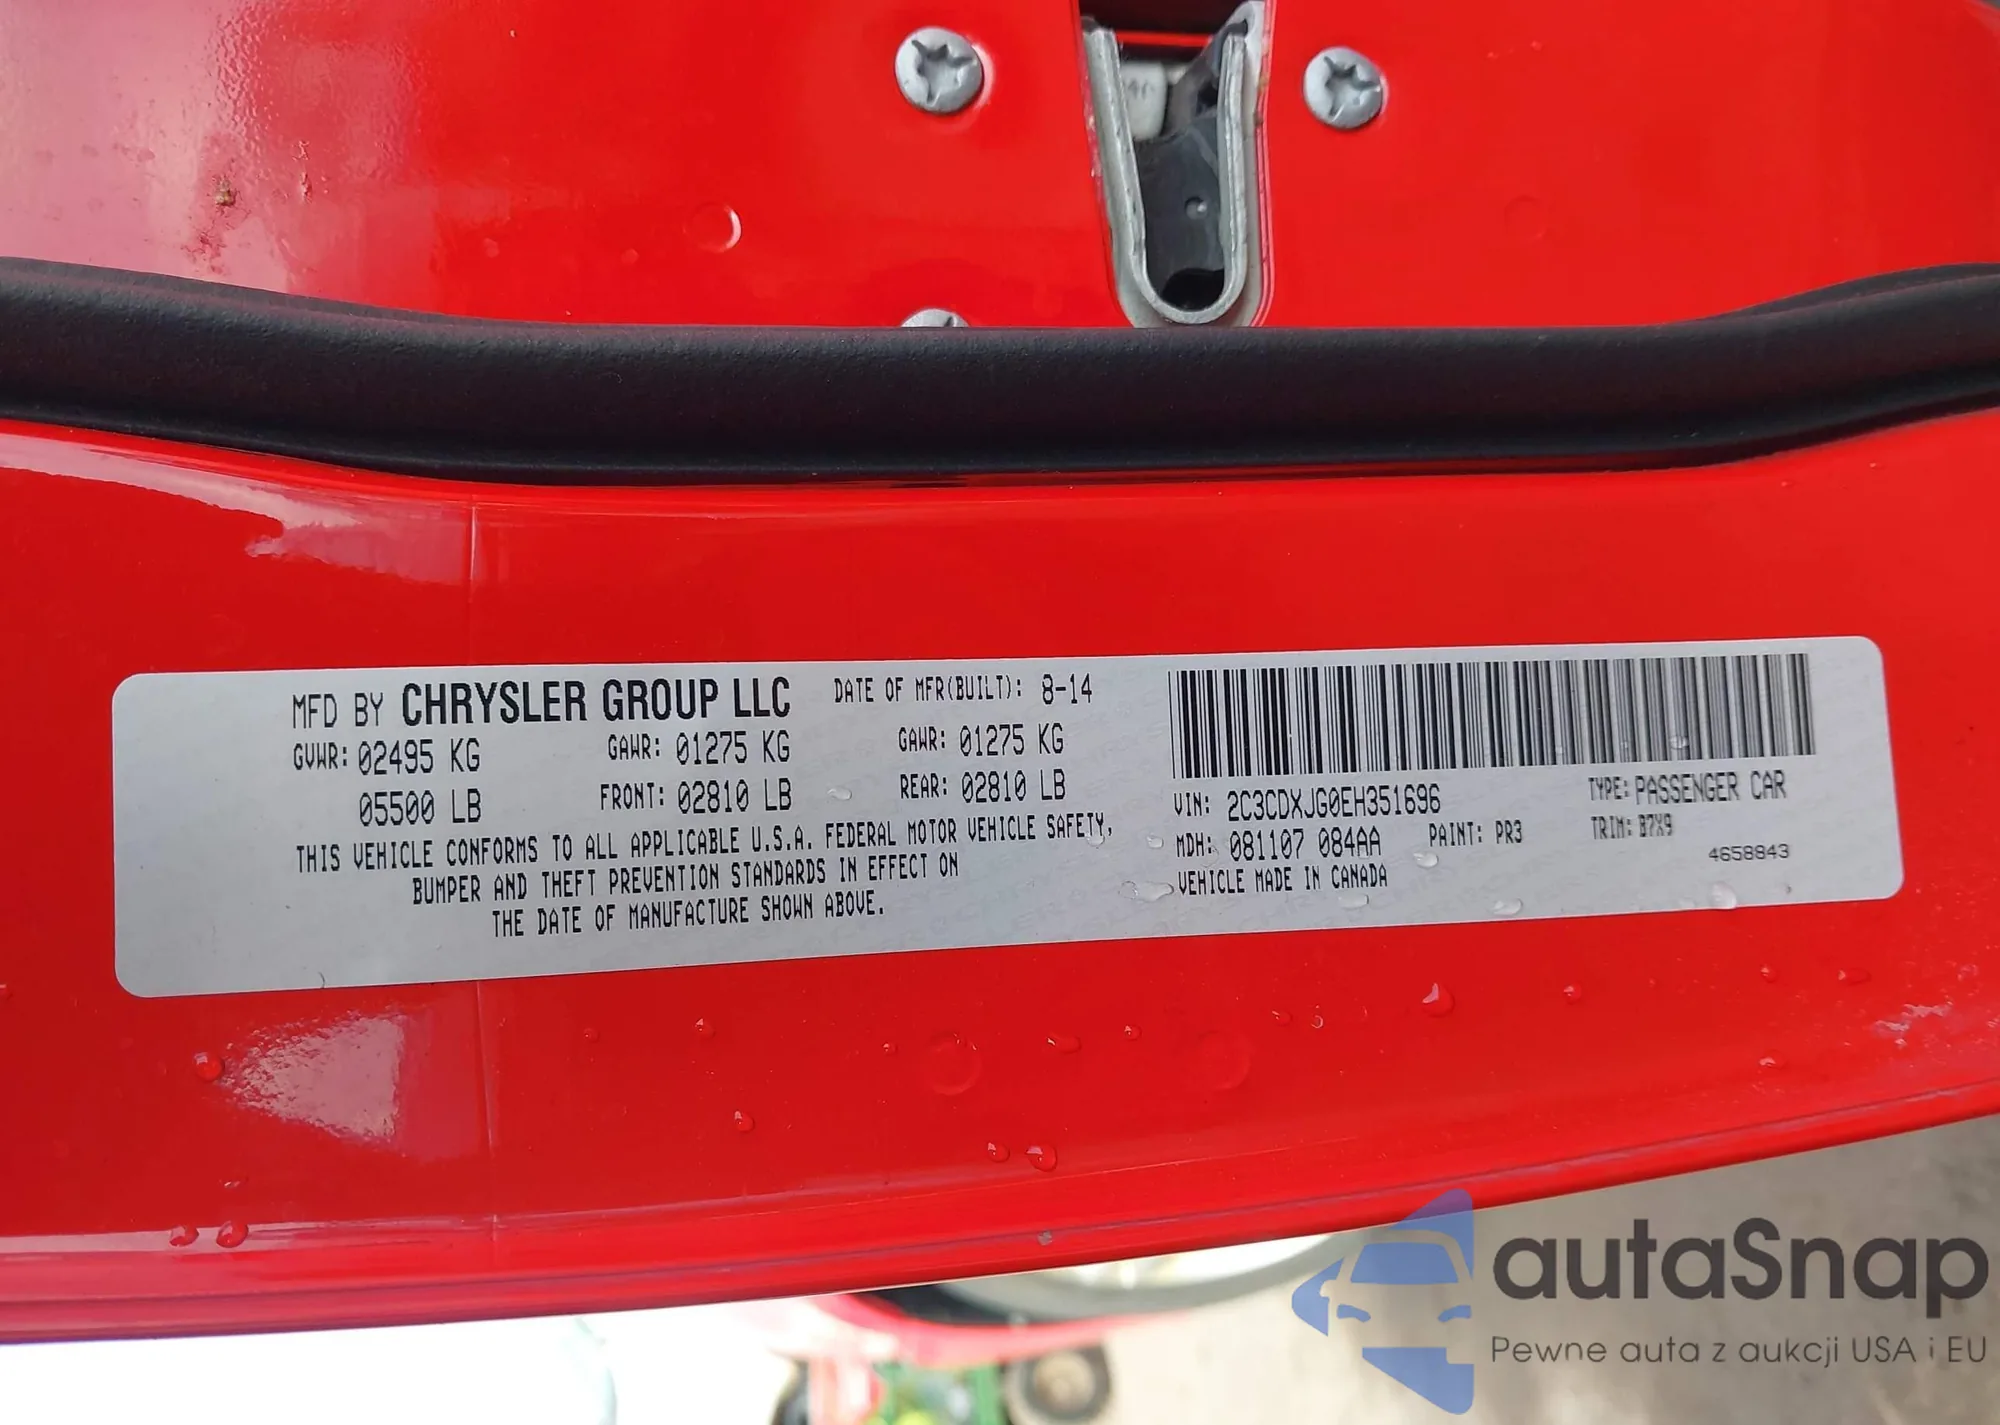 MFD BY CHRYSLER GROUP LLC DATE OF MFR(BUILT): 8-14
GVWR: 02495 KG GAWR: 01275 KG GAWR: 01275 KG
05500 LB FRONT: 02810 LB REAR: 02810 LB
THIS VEHICLE CONFORMS TO ALL APPLICABLE U.S.A. FEDERAL MOTOR VEHICLE SAFETY,
BUMPER AND THEFT PREVENTION STANDARDS IN EFFECT ON
THE DATE OF MANUFACTURE SHOWN ABOVE.
VIN: 2C3CDXJG0EH351696 TYPE: PASSENGER CAR
MDH: 081107 084AA PAINT: PR3 TRIM: B7X9
VEHICLE MADE IN CANADA 4658843
autaSnap
Pewne auta z aukcji USA i EU